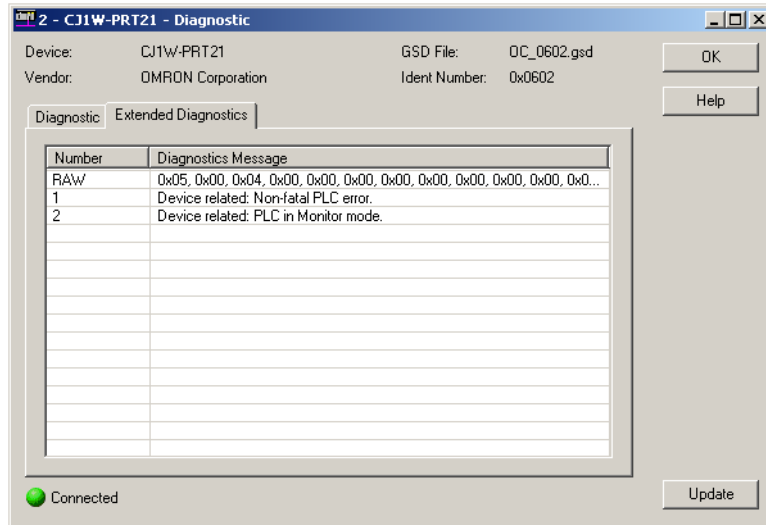 2 - CJ1W-PRT21 - Diagnostic
Device: CJ1W-PRT21 GSD File: OC_0602.gsd OK
Vendor: OMRON Corporation Ident Number: 0x0602
Help
Diagnostic Extended Diagnostics
Number Diagnostics Message
RAW 0x05, 0x00, 0x04, 0x00, 0x00, 0x00, 0x00, 0x00, 0x00, 0x00, 0x00, 0x0...
1 Device related: Non-fatal PLC error.
2 Device related: PLC in Monitor mode.
Connected Update